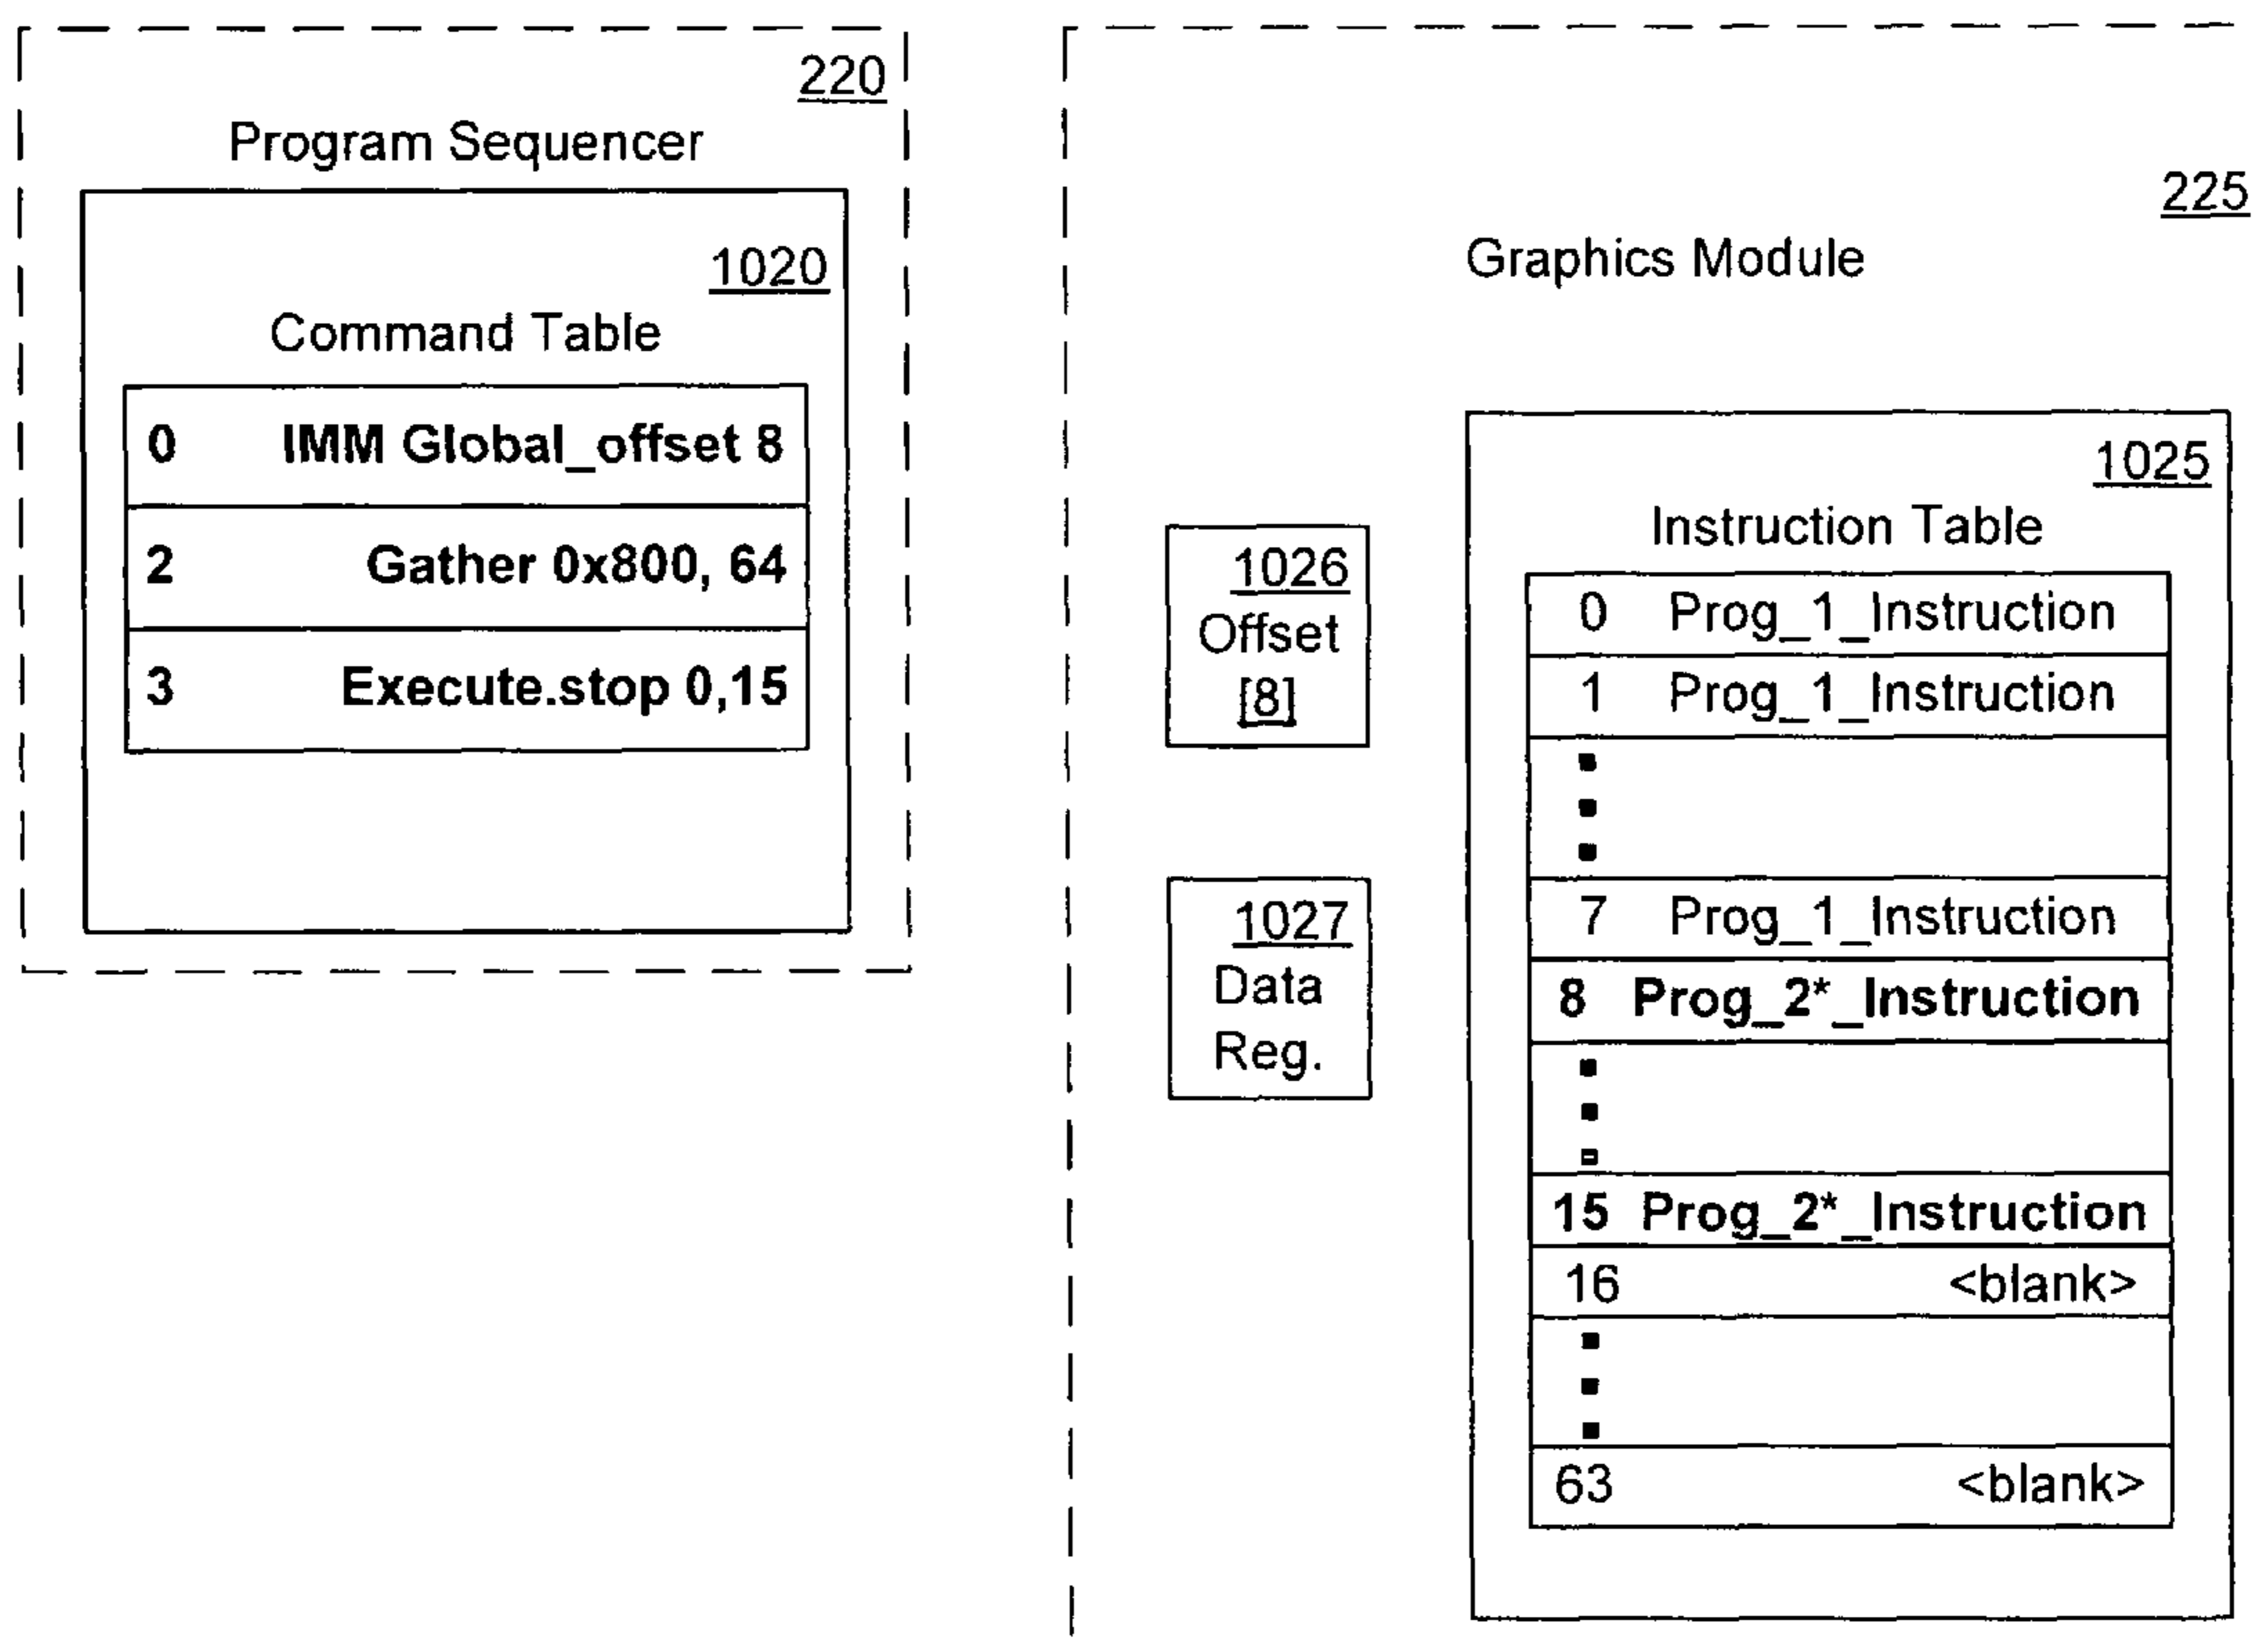 220
Program Sequencer
1020
Command Table
0 IMM Global_offset 8
2 Gather 0x800, 64
3 Execute.stop 0,15
225
Graphics Module
1026
Offset
[8]
1027
Data
Reg.
1025
Instruction Table
0 Prog_1_Instruction
1 Prog_1_Instruction
7 Prog_1_Instruction
8 Prog_2*_Instruction
15 Prog_2*_Instruction
16 <blank>
63 <blank>